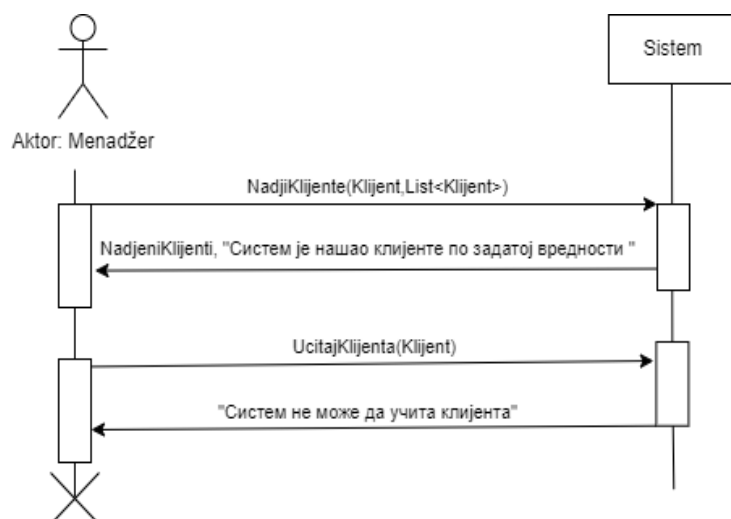 Sistem
Aktor: Menadžer
NadjiKlijente(Klijent,List<Klijent>)
NadjeniKlijenti, "Систем је нашао клијенте по задатој вредности "
UcitajKlijenta(Klijent)
"Систем не може да учита клијента"